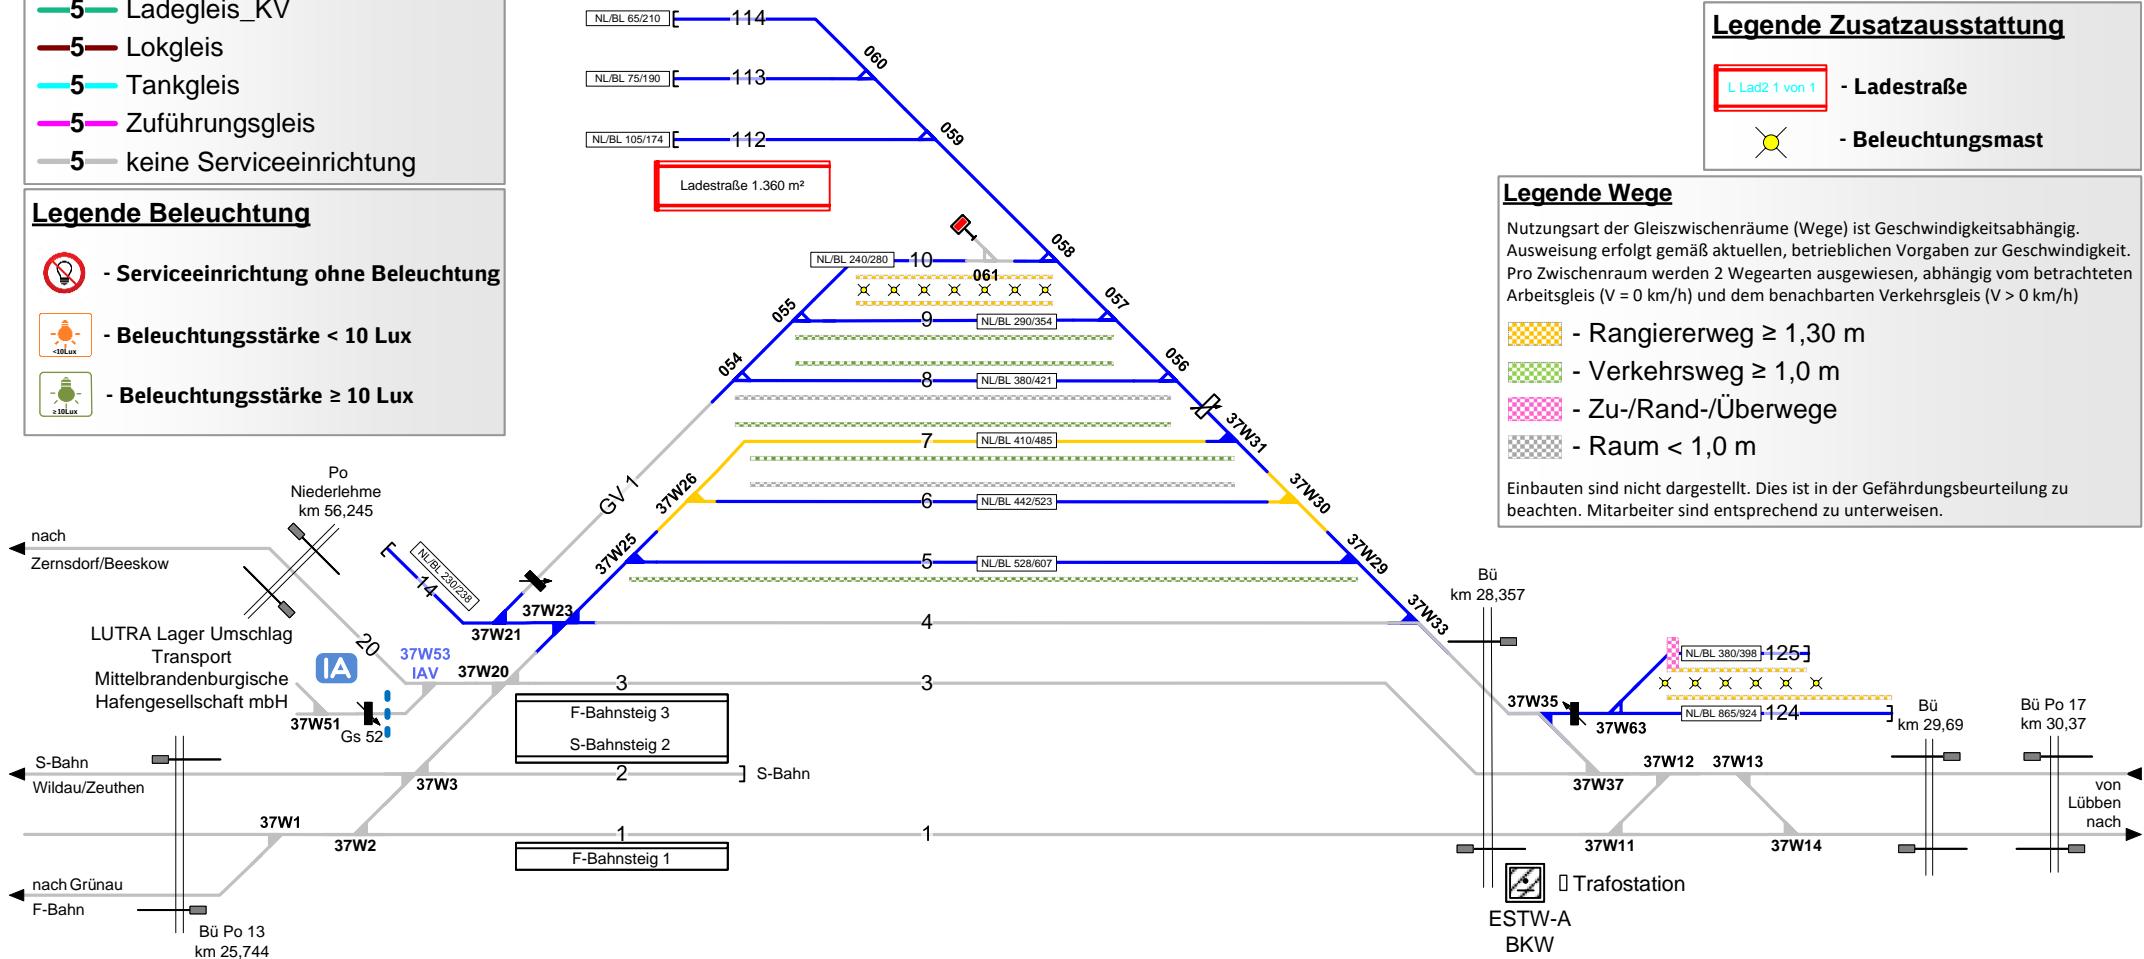 5 Ladegleis_KV
5 Lokgleis
5 Tankgleis
5 Zuführungsgleis
5 keine Serviceeinrichtung
Legende Beleuchtung
- Serviceeinrichtung ohne Beleuchtung
<10Lux
- Beleuchtungsstärke < 10 Lux
≥10Lux
- Beleuchtungsstärke ≥ 10 Lux
NL/BL 65/210
114
060
NL/BL 75/190
113
059
NL/BL 105/174
112
Ladestraße 1.360 m²
058
NL/BL 240/280
10
061
057
055
9
NL/BL 290/354
056
054
8
NL/BL 380/421
37W31
7
NL/BL 410/485
GV 1
37W26
6
NL/BL 442/523
37W30
37W25
5
NL/BL 528/607
37W29
NL/BL 230/238
14
37W23
37W21
4
37W33
Legende Zusatzausstattung
L Lad2 1 von 1
- Ladestraße
- Beleuchtungsmast
Legende Wege
Nutzungsart der Gleiszwischenräume (Wege) ist Geschwindigkeitsabhängig.
Ausweisung erfolgt gemäß aktuellen, betrieblichen Vorgaben zur Geschwindigkeit.
Pro Zwischenraum werden 2 Wegearten ausgewiesen, abhängig vom betrachteten
Arbeitsgleis (V = 0 km/h) und dem benachbarten Verkehrsgleis (V > 0 km/h)
- Rangiererweg ≥ 1,30 m
- Verkehrsweg ≥ 1,0 m
- Zu-/Rand-/Überwege
- Raum < 1,0 m
Einbauten sind nicht dargestellt. Dies ist in der Gefährdungsbeurteilung zu
beachten. Mitarbeiter sind entsprechend zu unterweisen.
Po
Niederlehme
km 56,245
nach
Zernsdorf/Beeskow
20
LUTRA Lager Umschlag
Transport
Mittelbrandenburgische
Hafengesellschaft mbH
IA
37W53
IAV
37W20
37W51
Gs 52
3
3
F-Bahnsteig 3
S-Bahnsteig 2
S-Bahn
Wildau/Zeuthen
37W3
2
S-Bahn
37W1
37W2
1
1
F-Bahnsteig 1
nach Grünau
F-Bahn
Bü Po 13
km 25,744
Bü
km 28,357
NL/BL 380/398
125
37W35
NL/BL 865/924
124
37W63
Bü
km 29,69
Bü Po 17
km 30,37
37W12
37W13
37W37
von
Lübben
nach
37W11
37W14
Trafostation
ESTW-A
BKW